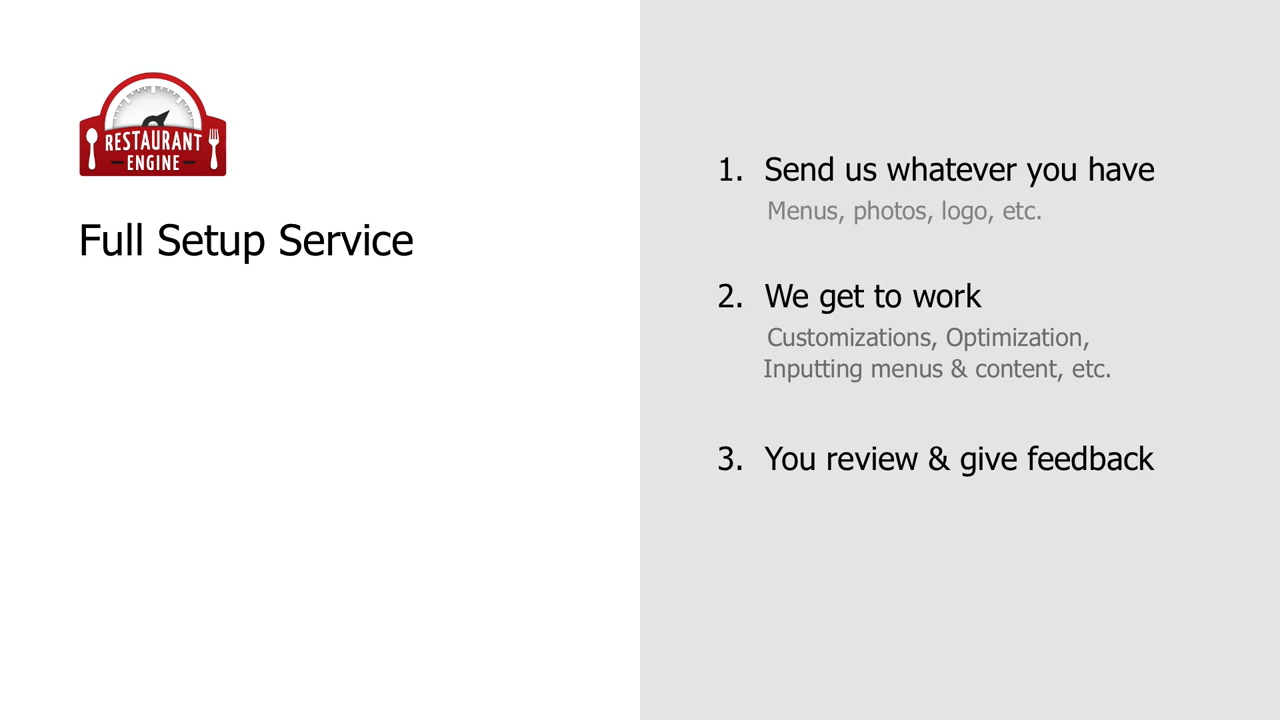 RESTAURANT
ENGINE
Full Setup Service
1. Send us whatever you have
Menus, photos, logo, etc.
2. We get to work
Customizations, Optimization,
Inputting menus & content, etc.
3. You review & give feedback